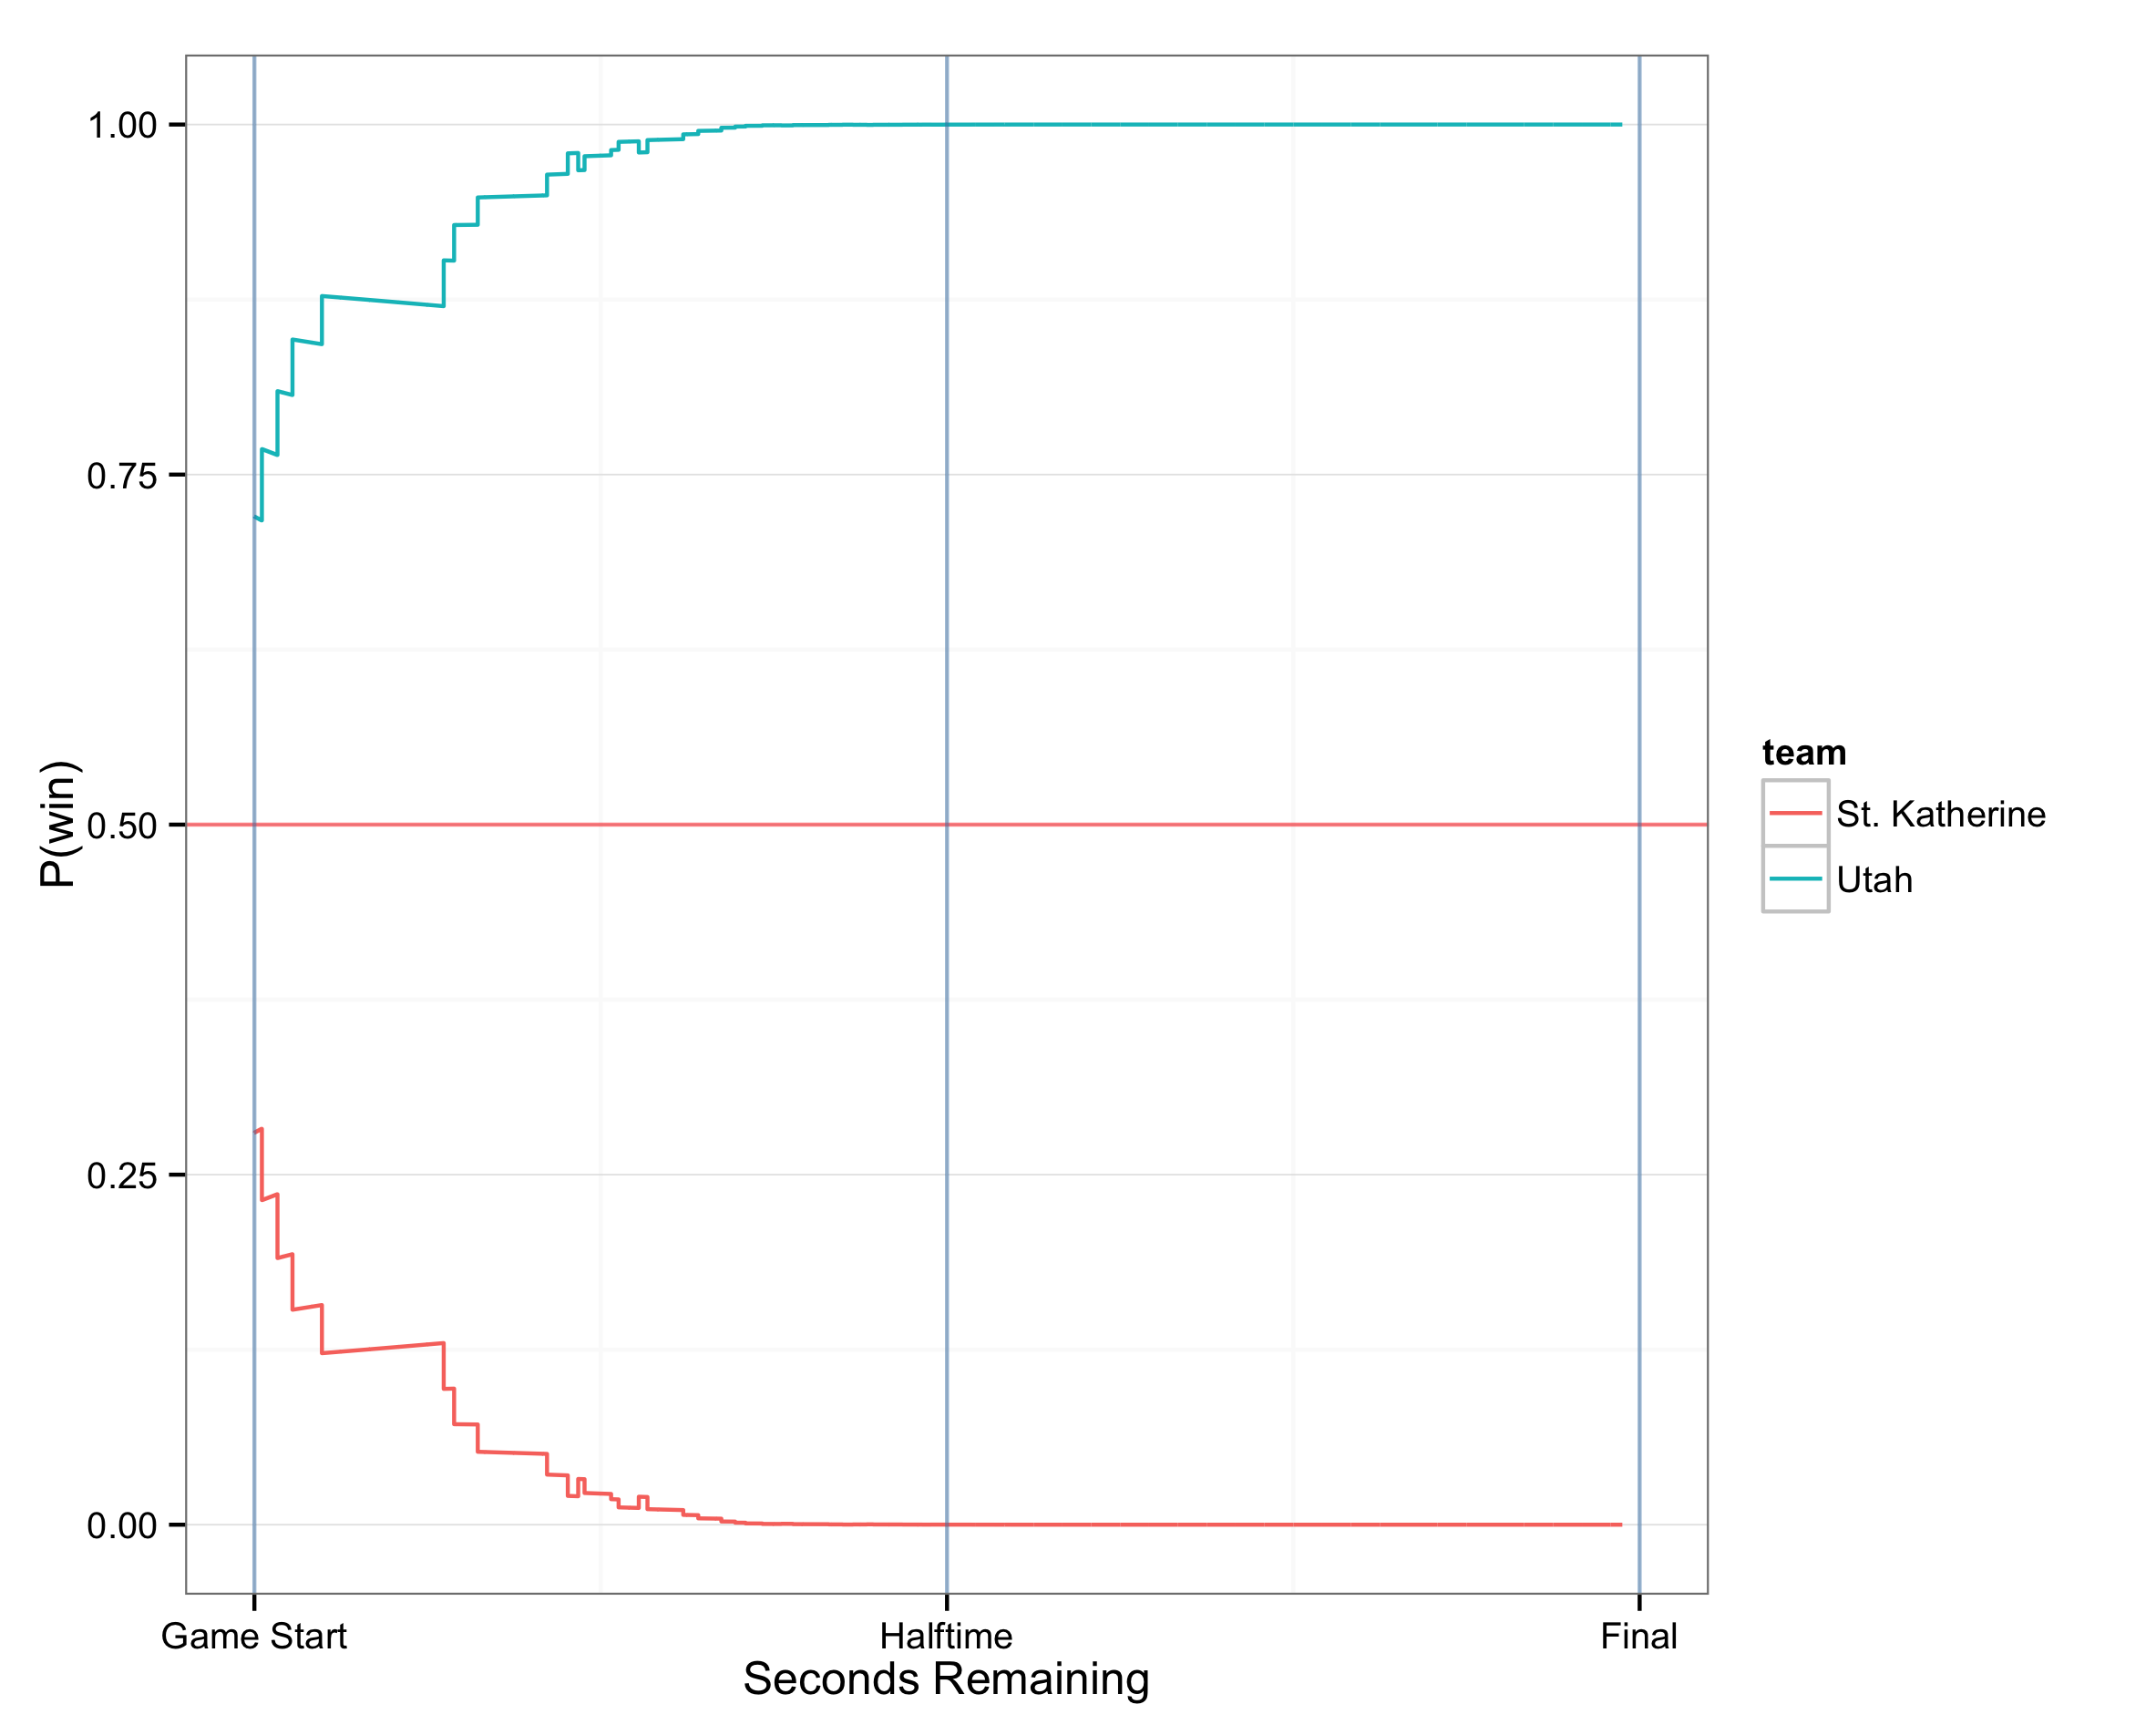 P(win)
1.00
0.75
0.50
0.25
0.00
Game Start
Halftime
Final
Seconds Remaining
team
St. Katherine
Utah